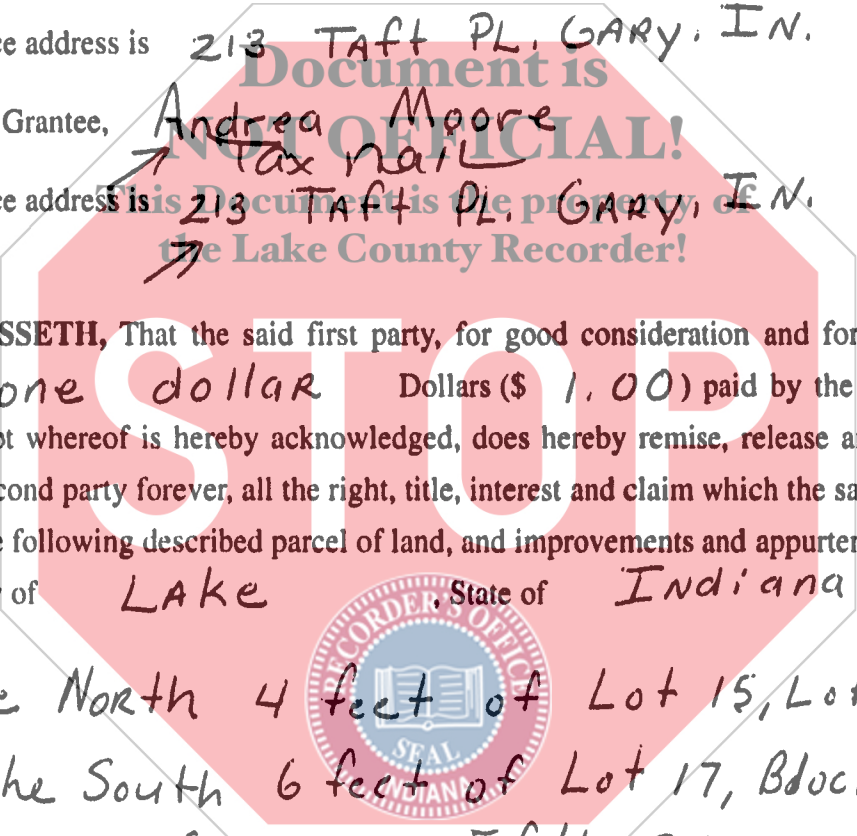 ce address is 213 TAft PL. GARY. IN.
Document is
Grantee, Andrea Moore
NOT OFFICIAL!
Tax mail
ce address is 213 TAft PL. GARY, IN.
This Document is the property of
the Lake County Recorder!
SSETH, That the said first party, for good consideration and for
one dollar Dollars ($ 1.00) paid by the
pt whereof is hereby acknowledged, does hereby remise, release a
cond party forever, all the right, title, interest and claim which the sa
e following described parcel of land, and improvements and appurte
of LAke , State of INdiana
STOP
RECORDER'S OFFICE
SEAL
INDIANA
e North 4 feet of Lot 15, Lot
he South 6 feet of Lot 17, Bloc